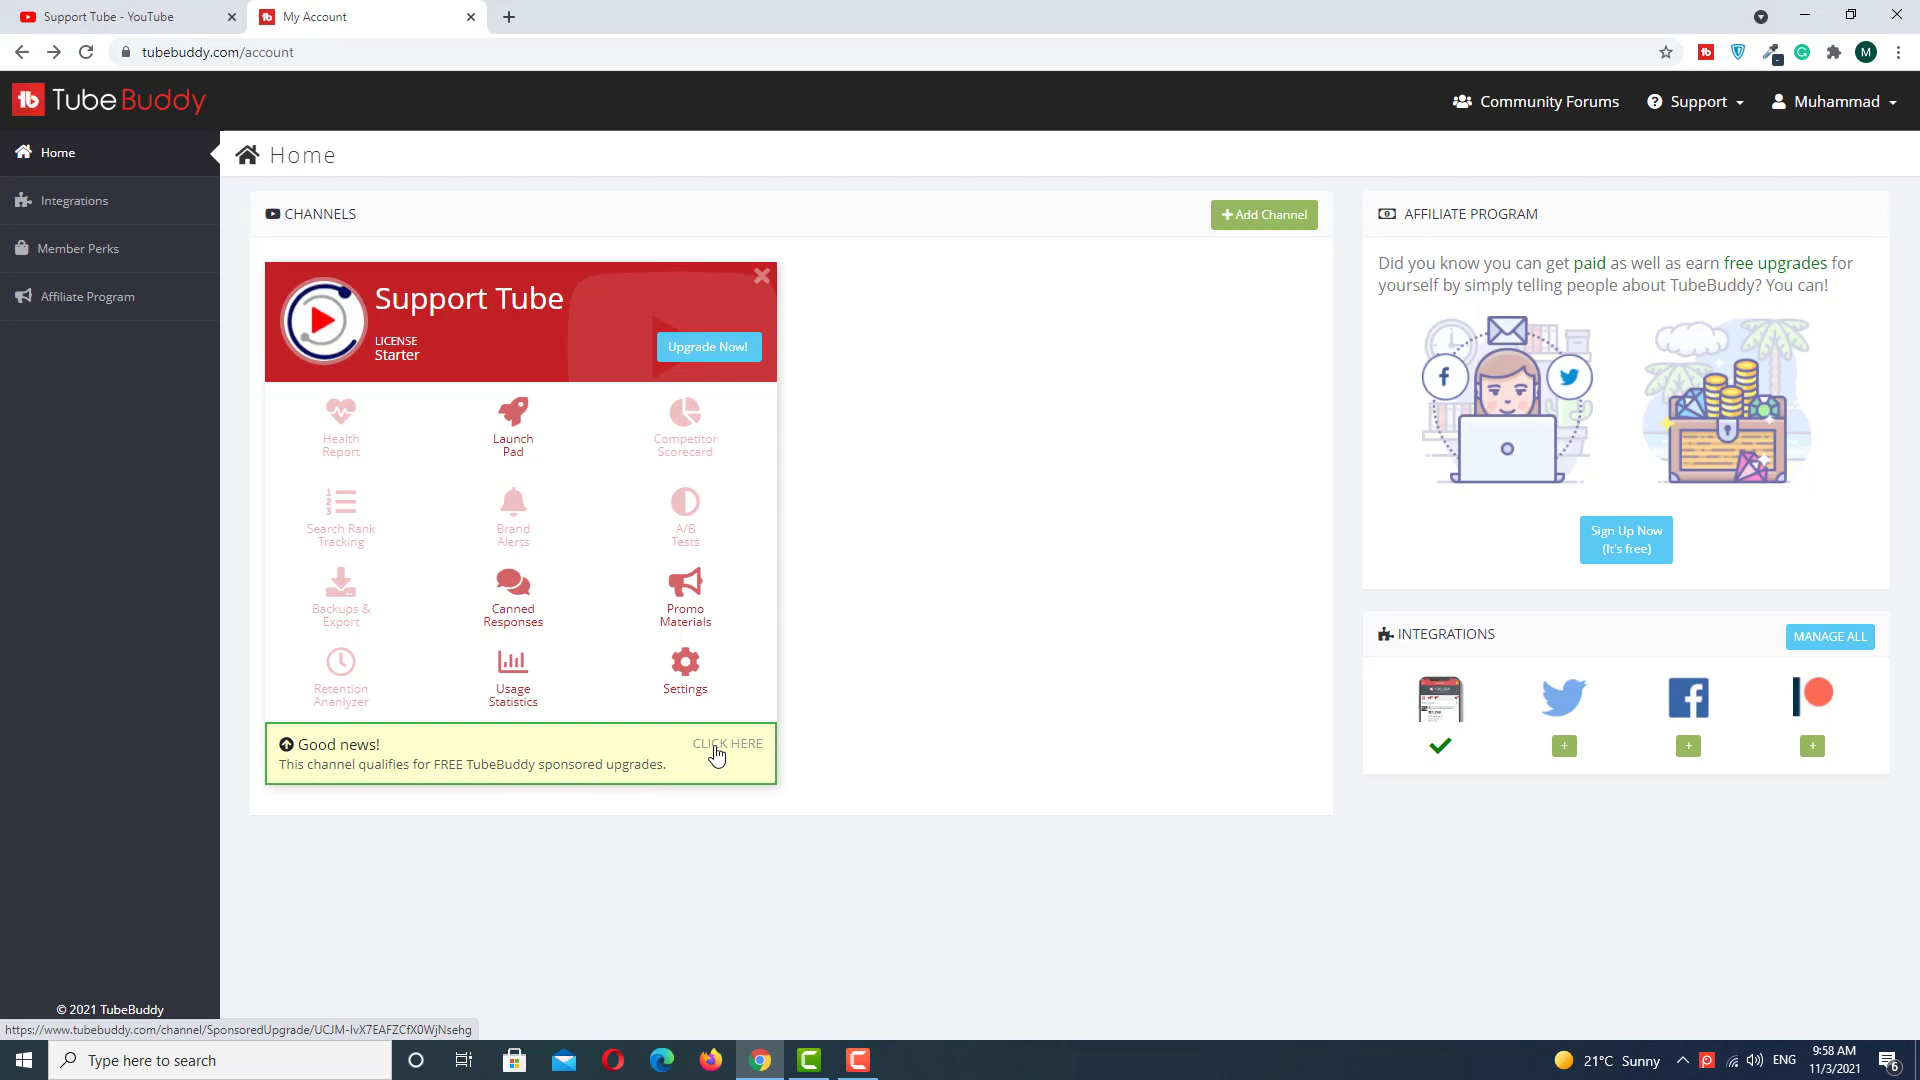 Support Tube - YouTube
My Account
tubebuddy.com/account
M
TubeBuddy
Community Forums
Support
Muhammad
Home
Integrations
Member Perks
Affiliate Program
© 2021 TubeBuddy
Home
CHANNELS
Add Channel
Support Tube
LICENSE
Starter
Upgrade Now!
Health
Report
Launch
Pad
Competitor
Scorecard
Search Rank
Tracking
Brand
Alerts
A/B
Tests
Backups &
Export
Canned
Responses
Promo
Materials
Retention
Ananlyzer
Usage
Statistics
Settings
Good news!
CLICK HERE
This channel qualifies for FREE TubeBuddy sponsored upgrades.
AFFILIATE PROGRAM
Did you know you can get paid as well as earn free upgrades for
yourself by simply telling people about TubeBuddy? You can!
Sign Up Now
(It's free)
INTEGRATIONS
MANAGE ALL
https://www.tubebuddy.com/channel/SponsoredUpgrade/UCJM-IvX7EAFZCfX0WjNsehg
Type here to search
21°C Sunny
ENG
9:58 AM
11/3/2021
6